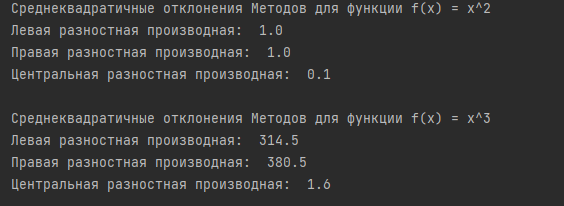 Среднеквадратичные отклонения Методов для функции f(x) = x^2
Левая разностная производная:  1.0
Правая разностная производная:  1.0
Центральная разностная производная:  0.1
Среднеквадратичные отклонения Методов для функции f(x) = x^3
Левая разностная производная:  314.5
Правая разностная производная:  380.5
Центральная разностная производная:  1.6